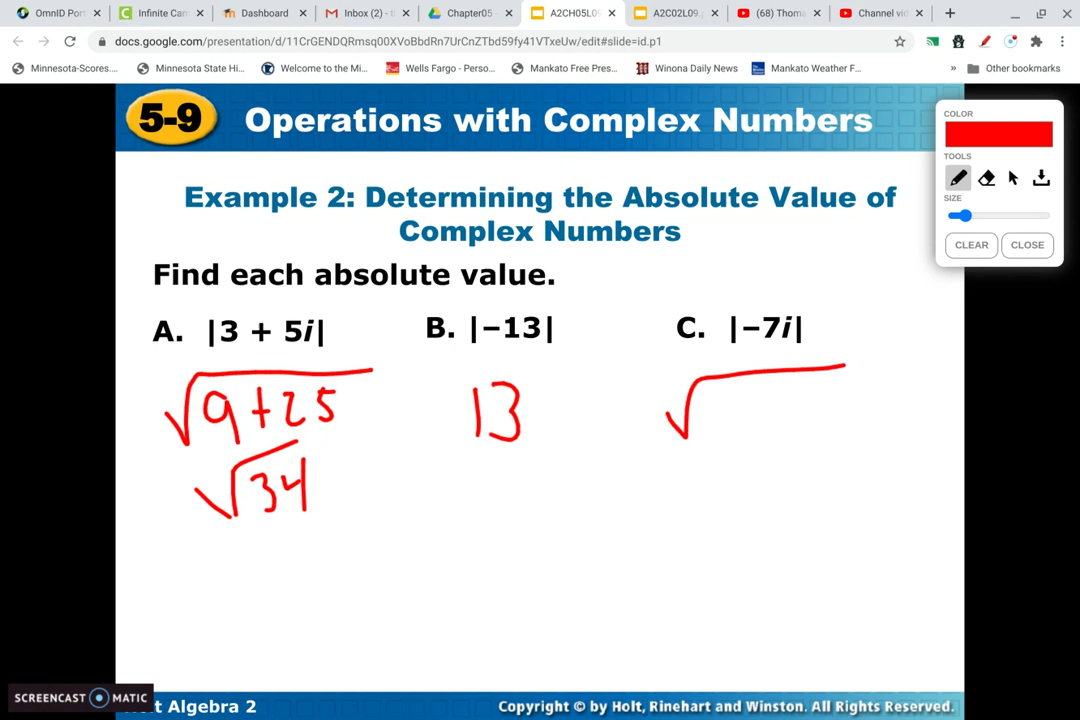 OmniD Port
Infinite Cam
Dashboard
Inbox (2) - t
Chapter05 -
A2CH05L09
A2C02L09.p
(68) Thoma
Channel vid
docs.google.com/presentation/d/11CrGENDQRmsq00XVoBbdRn7UrCnZTbd59fy41VTxeUw/edit#slide=id.p1
Minnesota-Scores....
Minnesota State Hi...
Welcome to the Mi...
Wells Fargo - Perso...
Mankato Free Pres...
Winona Daily News
Mankato Weather F...
»
Other bookmarks
5-9 Operations with Complex Numbers
COLOR
TOOLS
SIZE
CLEAR
CLOSE
Example 2: Determining the Absolute Value of
Complex Numbers
Find each absolute value.
A. |3 + 5i|
B. |−13|
C. |−7i|
√9+25
13
√
√34
SCREENCAST MATIC
Holt Algebra 2
Copyright © by Holt, Rinehart and Winston. All Rights Reserved.